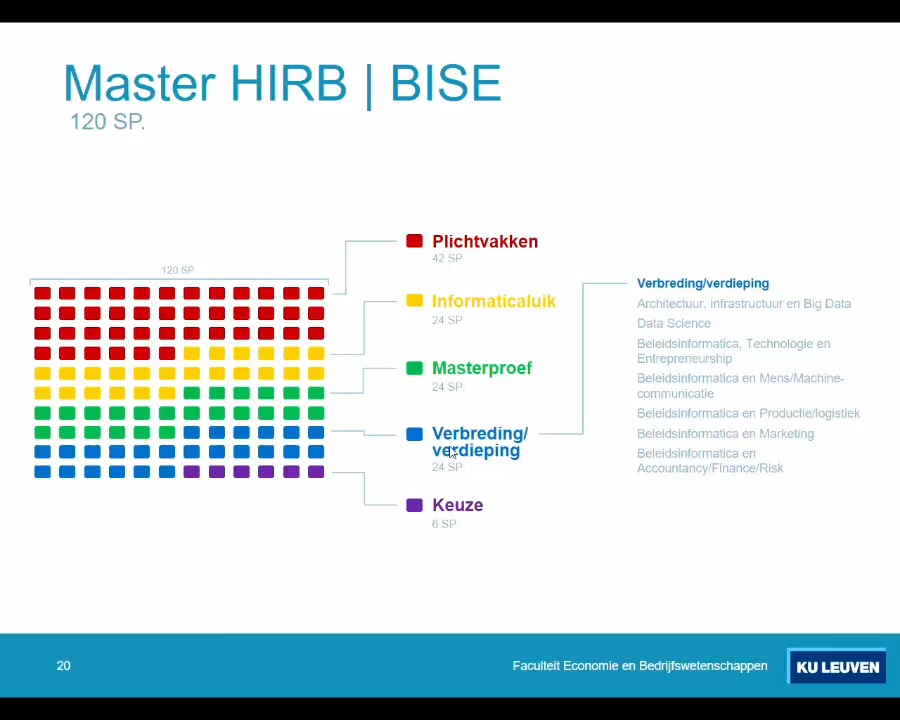 Master HIRB | BISE
120 SP.
120 SP
Plichtvakken
42 SP
Informaticaluik
24 SP
Masterproef
24 SP.
Verbreding/
verdieping
24 SP
Keuze
6 SP.
Verbreding/verdieping
Architectuur, infrastructuur en Big Data
Data Science
Beleidsinformatica, Technologie en
Entrepreneurship
Beleidsinformatica en Mens/Machine-
communicatie
Beleidsinformatica en Productie/logistiek
Beleidsinformatica en Marketing
Beleidsinformatica en
Accountancy/Finance/Risk
20
Faculteit Economie en Bedrijfswetenschappen
KU LEUVEN